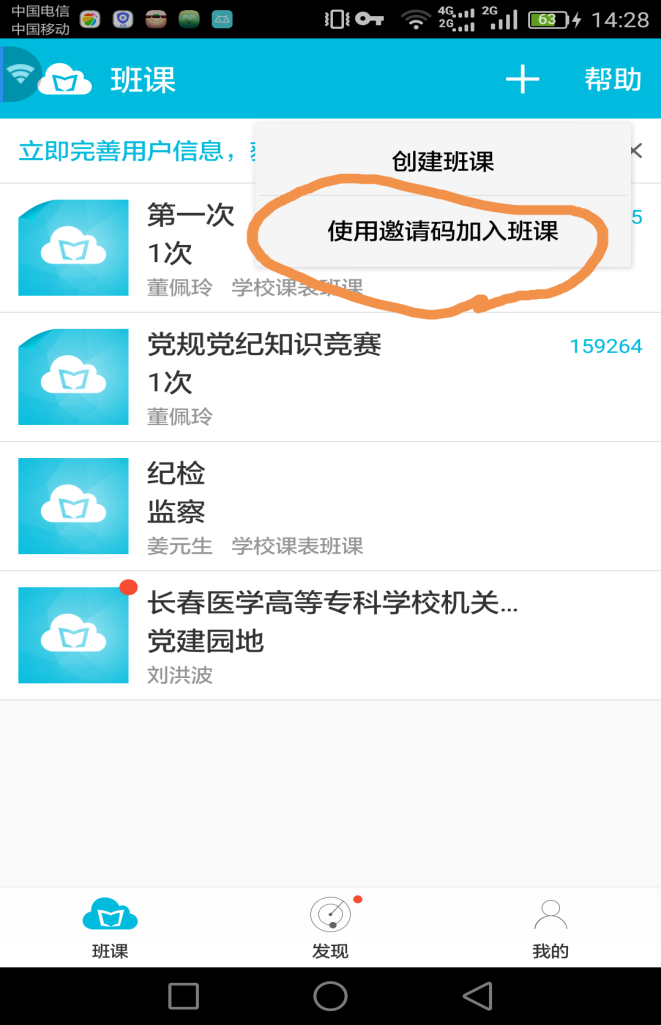 中国电信
中国移动
4G
2G
2G
63
14:28
班课
帮助
立即完善用户信息，
创建班课
使用邀请码加入班课
第一次
5
1次
董佩玲 学校课表班课
党规党纪知识竞赛
159264
1次
董佩玲
纪检
监察
姜元生 学校课表班课
长春医学高等专科学校机关...
党建园地
刘洪波
班课
发现
我的